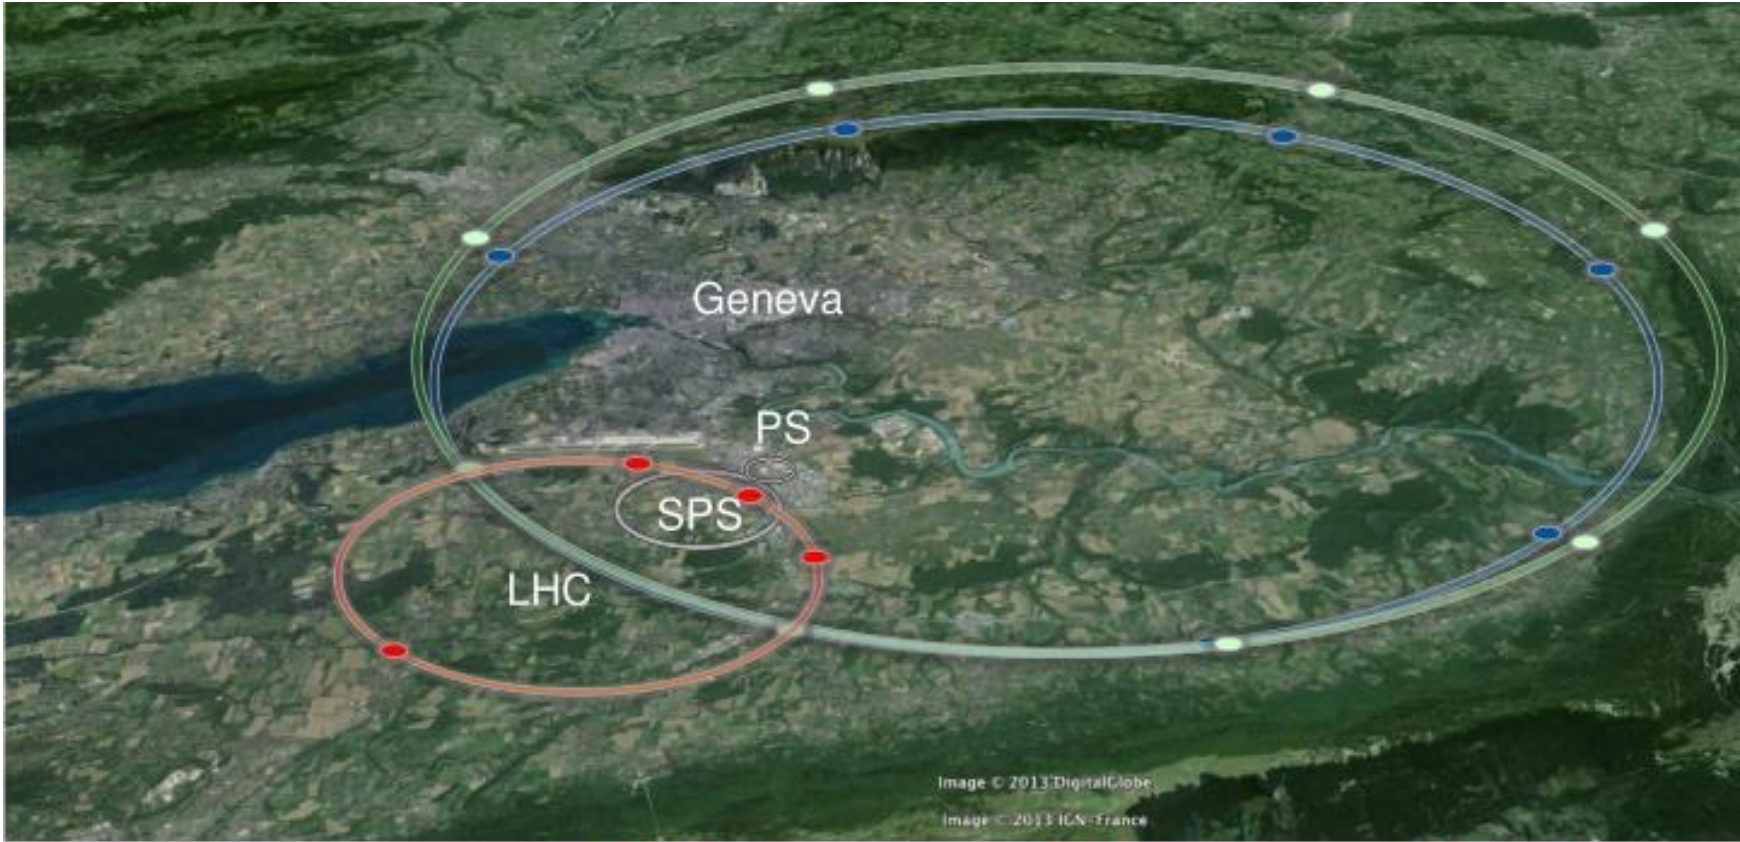 Geneva
PS
SPS
LHC
Image © 2013 DigitalGlobe
Image © 2013 IGN-France